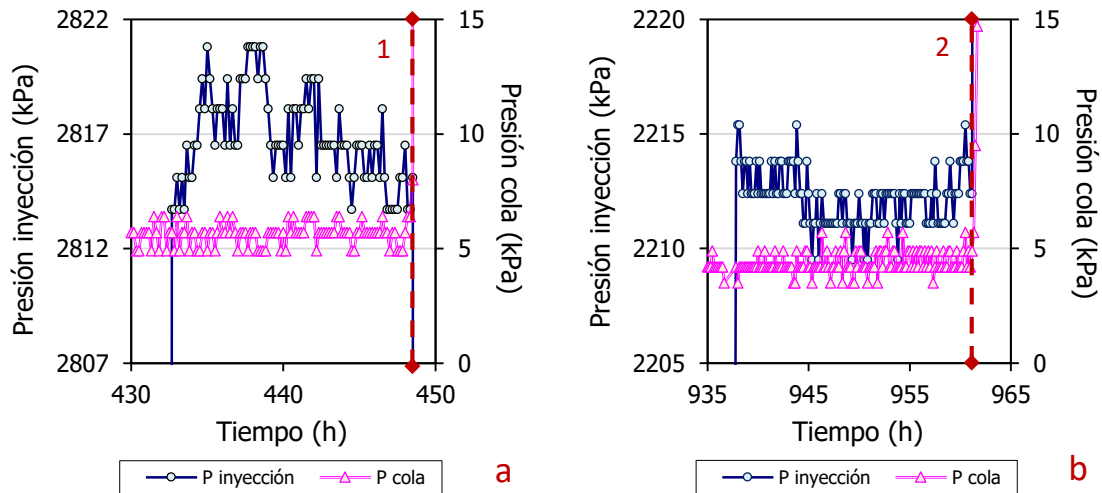 2822
2817
2812
2807
Presión inyección (kPa)
15
10
5
0
Presión cola
(kPa)
1
430
440
450
Tiempo (h)
P inyección
P cola
a
2220
2215
2210
2205
Presión inyección (kPa)
15
10
5
0
Presión cola
(kPa)
2
935
945
955
965
Tiempo (h)
P inyección
P cola
b